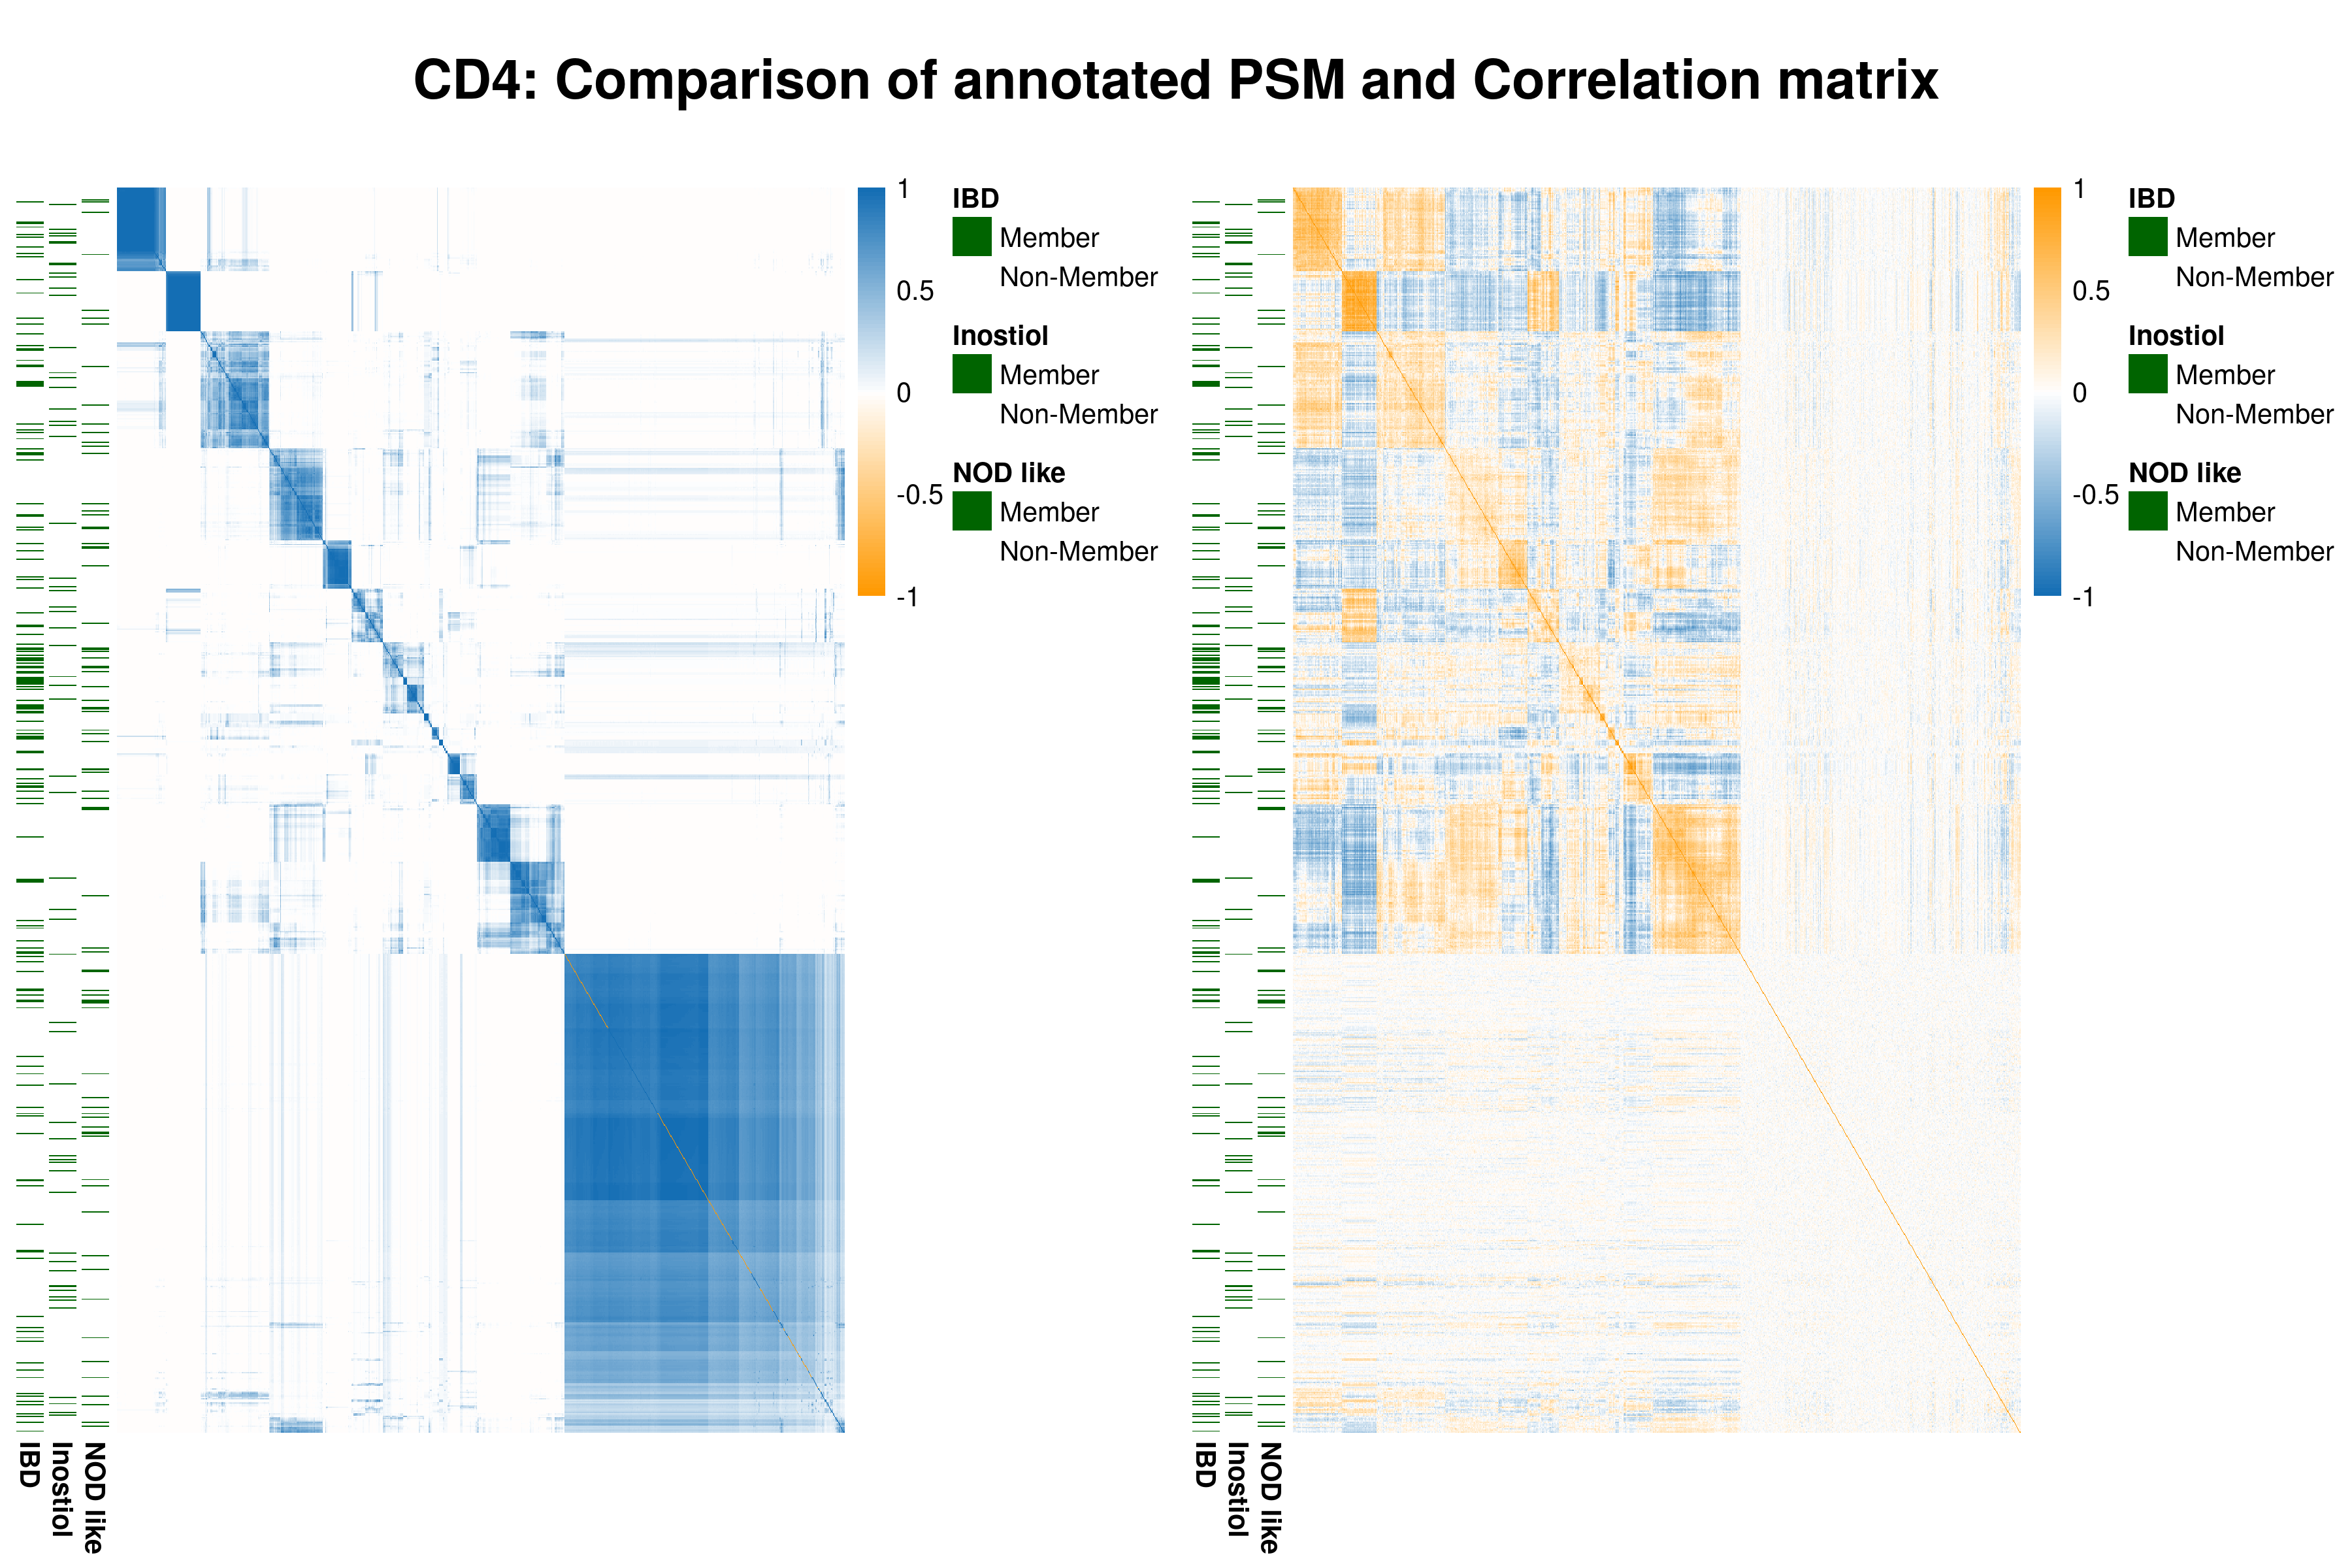 CD4: Comparison of annotated PSM and Correlation matrix
1
0.5
0
-0.5
-1
IBD
Member
Non-Member
Inostiol
Member
Non-Member
NOD like
Member
Non-Member
IBD
Inostiol
NOD like
1
0.5
0
-0.5
-1
IBD
Member
Non-Member
Inostiol
Member
Non-Member
NOD like
Member
Non-Member
IBD
Inostiol
NOD like